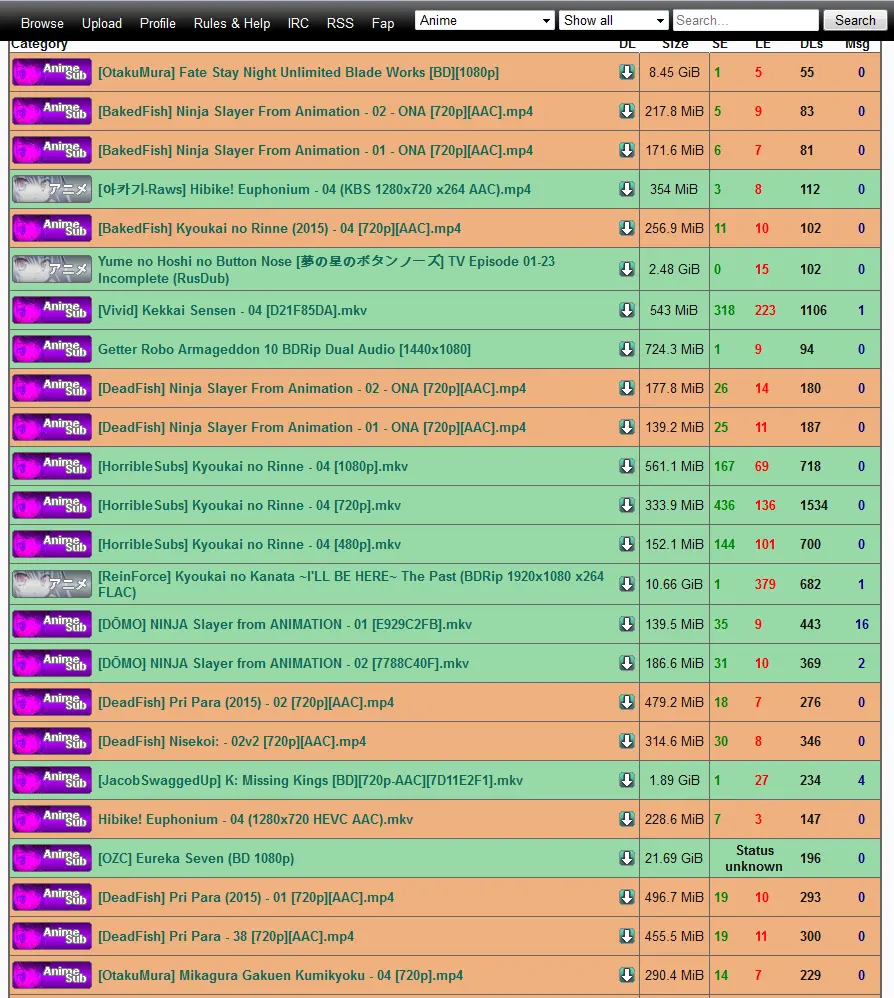 Browse Upload Profile Rules & Help IRC RSS Fap Anime Show all Search... Search
Category DL Size SE LE DLs Msg
Anime Sub [OtakuMura] Fate Stay Night Unlimited Blade Works [BD][1080p] 8.45 GiB 1 5 55 0
Anime Sub [BakedFish] Ninja Slayer From Animation - 02 - ONA [720p][AAC].mp4 217.8 MiB 5 9 83 0
Anime Sub [BakedFish] Ninja Slayer From Animation - 01 - ONA [720p][AAC].mp4 171.6 MiB 6 7 81 0
アニメ [아카기-Raws] Hibike! Euphonium - 04 (KBS 1280x720 x264 AAC).mp4 354 MiB 3 8 112 0
Anime Sub [BakedFish] Kyoukai no Rinne (2015) - 04 [720p][AAC].mp4 256.9 MiB 11 10 102 0
アニメ Yume no Hoshi no Button Nose [夢の星のボタンノーズ] TV Episode 01-23
Incomplete (RusDub) 2.48 GiB 0 15 102 0
Anime Sub [Vivid] Kekkai Sensen - 04 [D21F85DA].mkv 543 MiB 318 223 1106 1
Anime Sub Getter Robo Armageddon 10 BDRip Dual Audio [1440x1080] 724.3 MiB 1 9 94 0
Anime Sub [DeadFish] Ninja Slayer From Animation - 02 - ONA [720p][AAC].mp4 177.8 MiB 26 14 180 0
Anime Sub [DeadFish] Ninja Slayer From Animation - 01 - ONA [720p][AAC].mp4 139.2 MiB 25 11 187 0
Anime Sub [HorribleSubs] Kyoukai no Rinne - 04 [1080p].mkv 561.1 MiB 167 69 718 0
Anime Sub [HorribleSubs] Kyoukai no Rinne - 04 [720p].mkv 333.9 MiB 436 136 1534 0
Anime Sub [HorribleSubs] Kyoukai no Rinne - 04 [480p].mkv 152.1 MiB 144 101 700 0
アニメ [ReinForce] Kyoukai no Kanata ~I'LL BE HERE~ The Past (BDRip 1920x1080 x264
FLAC) 10.66 GiB 1 379 682 1
Anime Sub [DŌMO] NINJA Slayer from ANIMATION - 01 [E929C2FB].mkv 139.5 MiB 35 9 443 16
Anime Sub [DŌMO] NINJA Slayer from ANIMATION - 02 [7788C40F].mkv 186.6 MiB 31 10 369 2
Anime Sub [DeadFish] Pri Para (2015) - 02 [720p][AAC].mp4 479.2 MiB 18 7 276 0
Anime Sub [DeadFish] Nisekoi: - 02v2 [720p][AAC].mp4 314.6 MiB 30 8 346 0
Anime Sub [JacobSwaggedUp] K: Missing Kings [BD][720p-AAC][7D11E2F1].mkv 1.89 GiB 1 27 234 4
Anime Sub Hibike! Euphonium - 04 (1280x720 HEVC AAC).mkv 228.6 MiB 7 3 147 0
Anime Sub [OZC] Eureka Seven (BD 1080p) 21.69 GiB Status unknown 196 0
Anime Sub [DeadFish] Pri Para (2015) - 01 [720p][AAC].mp4 496.7 MiB 19 10 293 0
Anime Sub [DeadFish] Pri Para - 38 [720p][AAC].mp4 455.5 MiB 19 11 300 0
Anime Sub [OtakuMura] Mikagura Gakuen Kumikyoku - 04 [720p].mp4 290.4 MiB 14 7 229 0